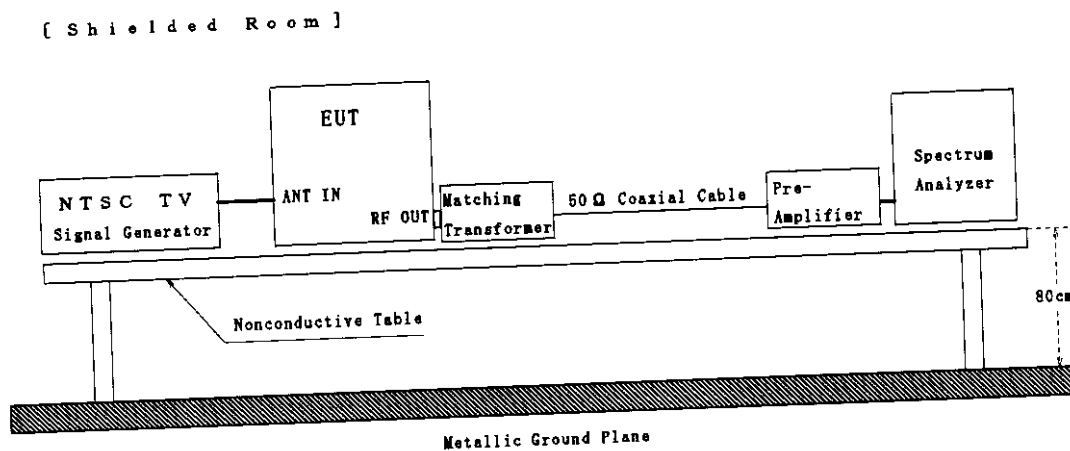 [ Shielded Room ]
EUT
NTSC TV
Signal Generator
ANT IN
RF OUT
Matching
Transformer
50Ω Coaxial Cable
Pre-
Amplifier
Spectrum
Analyzer
80cm
Nonconductive Table
Metallic Ground Plane